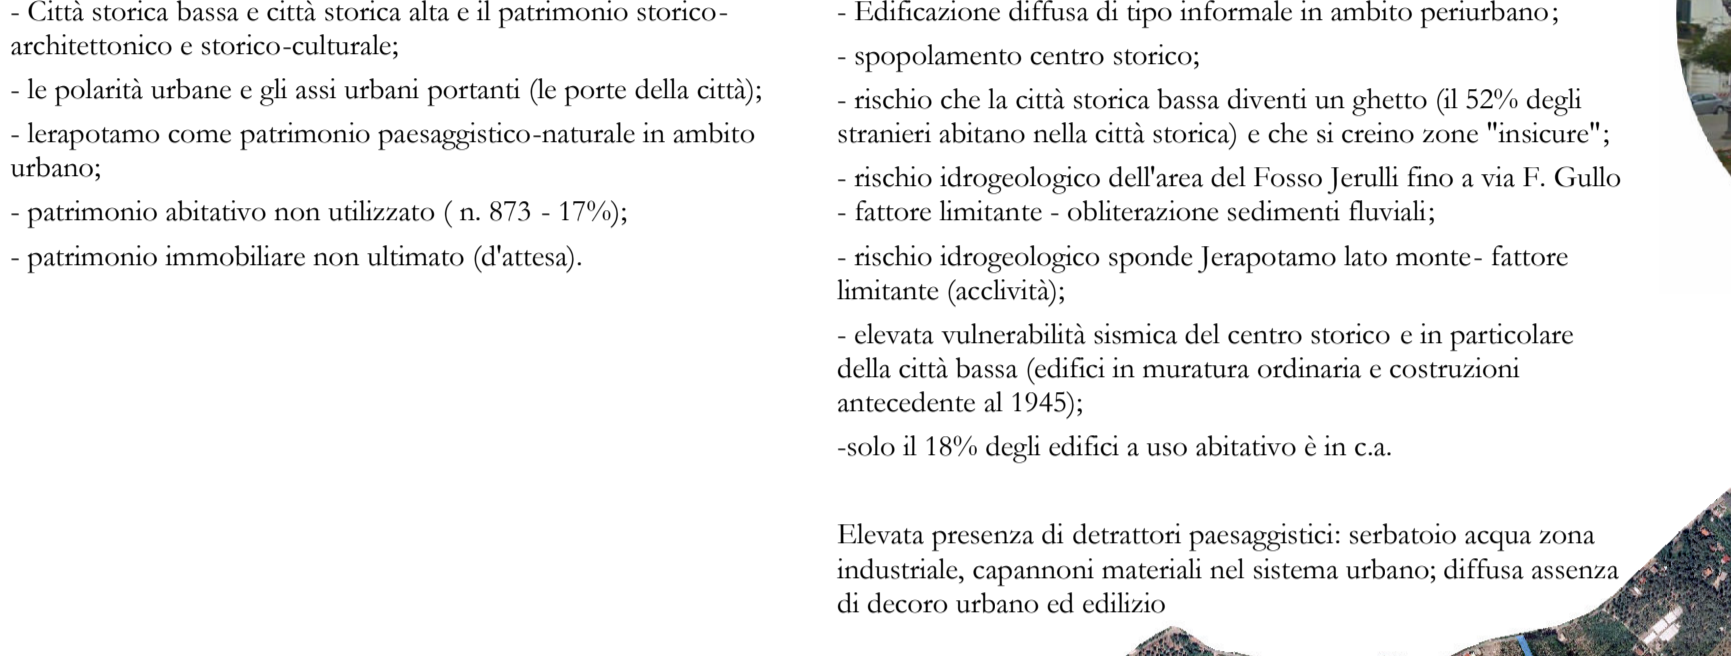 - Città storica bassa e città storica alta e il patrimonio storico-
architettonico e storico-culturale;
- le polarità urbane e gli assi urbani portanti (le porte della città);
- lerapotamo come patrimonio paesaggistico-naturale in ambito
urbano;
- patrimonio abitativo non utilizzato ( n. 873 - 17%);
- patrimonio immobiliare non ultimato (d'attesa).
- Edificazione diffusa di tipo informale in ambito periurbano;
- spopolamento centro storico;
- rischio che la città storica bassa diventi un ghetto (il 52% degli
stranieri abitano nella città storica) e che si creino zone "insicure";
- rischio idrogeologico dell'area del Fosso Jerulli fino a via F. Gullo
- fattore limitante - obliterazione sedimenti fluviali;
- rischio idrogeologico sponde Jerapotamo lato monte- fattore
limitante (acclività);
- elevata vulnerabilità sismica del centro storico e in particolare
della città bassa (edifici in muratura ordinaria e costruzioni
antecedente al 1945);
-solo il 18% degli edifici a uso abitativo è in c.a.
Elevata presenza di detrattori paesaggistici: serbatoio acqua zona
industriale, capannoni materiali nel sistema urbano; diffusa assenza
di decoro urbano ed edilizio